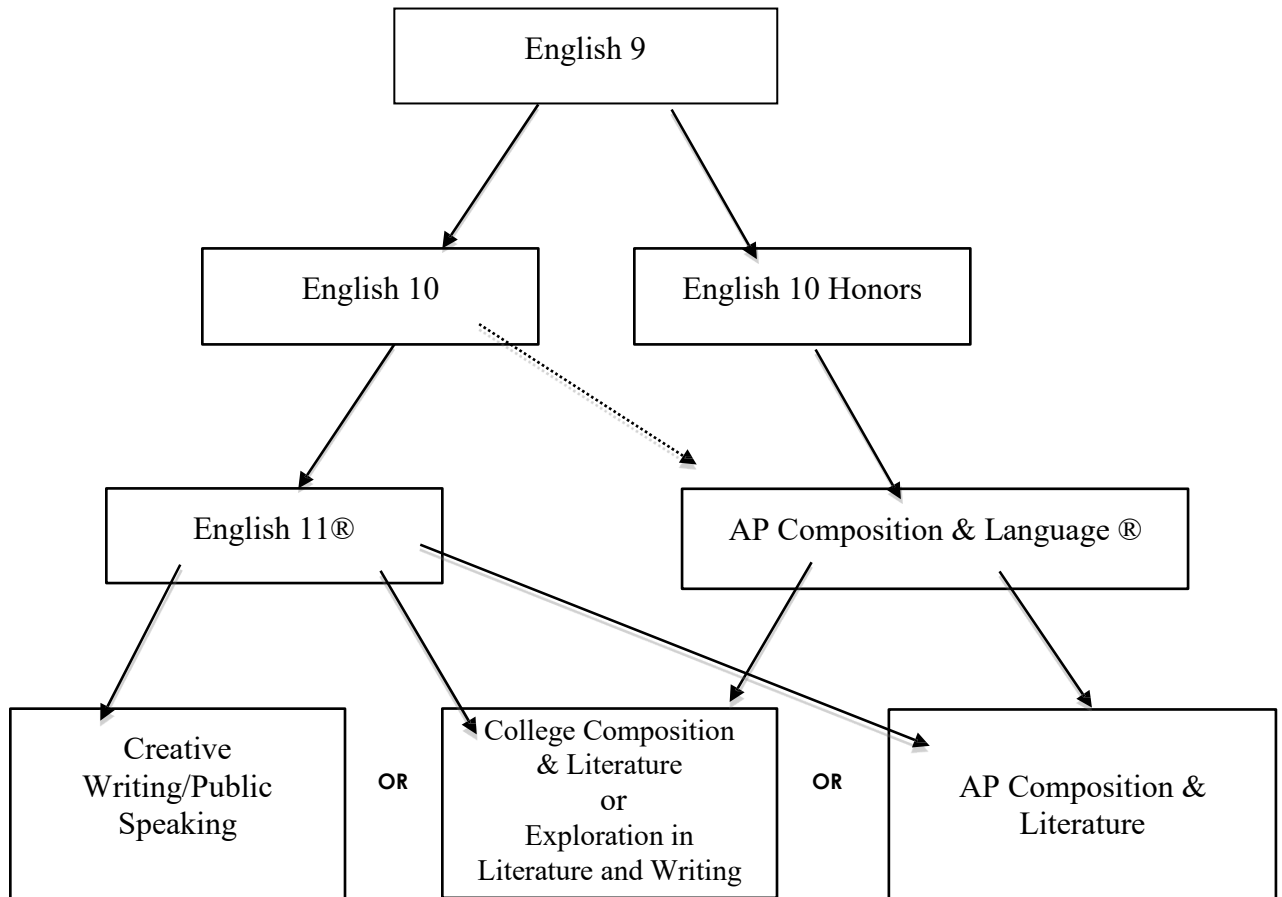 English 9
English 10
English 10 Honors
English 11®
AP Composition & Language ®
Creative
Writing/Public
Speaking
OR
College Composition
& Literature
or
Exploration in
Literature and Writing
OR
AP Composition &
Literature